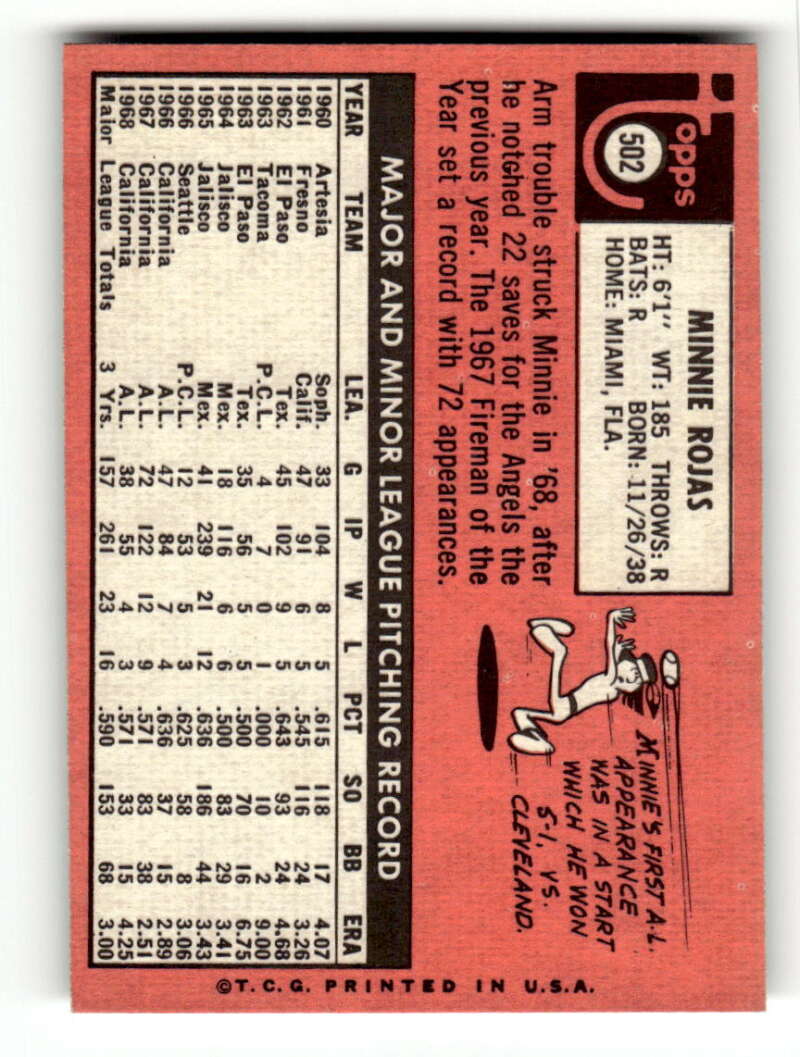 Topps
502
MINNIE ROJAS
HT: 6'1" WT: 185 THROWS: R
BATS: R BORN: 11/26/38
HOME: MIAMI, FLA.
Arm trouble struck Minnie in '68, after
he notched 22 saves for the Angels the
previous year. The 1967 Fireman of the
Year set a record with 72 appearances.
MINNIE'S FIRST A.L.
APPEARANCE
WAS IN A START
WHICH HE WON
5-1, VS.
CLEVELAND.
MAJOR AND MINOR LEAGUE PITCHING RECORD
YEAR TEAM LEA. G IP W L PCT SO BB ERA
1960 Artesia Soph. 33 104 8 5 .615 118 17 4.07
1961 Fresno Calif. 47 91 6 5 .545 116 24 3.26
1962 El Paso Tex. 45 102 9 5 .643 93 24 4.68
1963 Tacoma P.C.L. 4 7 0 1 .000 10 2 9.00
1963 El Paso Tex. 35 56 5 5 .500 70 16 6.75
1964 Jalisco Mex. 18 116 6 6 .500 83 29 3.41
1965 Jalisco Mex. 41 239 21 12 .636 186 44 3.43
1966 Seattle P.C.L. 12 53 5 3 .625 58 8 3.06
1966 California A.L. 47 84 7 4 .636 37 15 2.89
1967 California A.L. 72 122 12 9 .571 83 38 2.51
1968 California A.L. 38 55 4 3 .571 33 15 4.25
Major League Totals 3 Yrs. 157 261 23 16 .590 153 68 3.00
©T.C.G. PRINTED IN U.S.A.